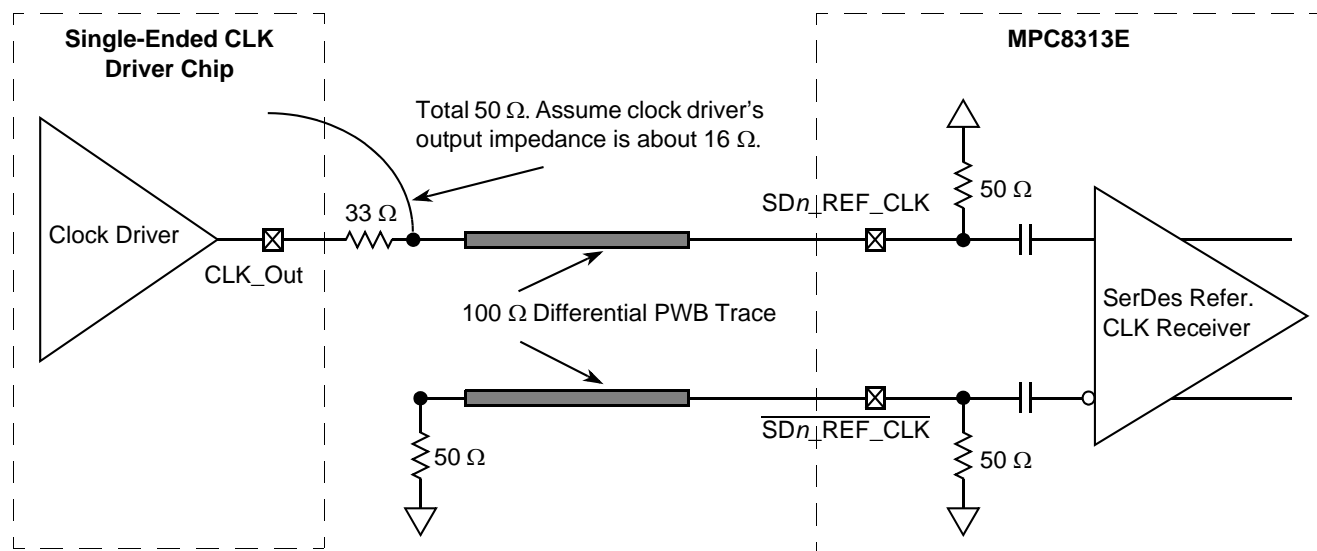 Single-Ended CLK
Driver Chip
MPC8313E
Total 50 Ω. Assume clock driver's
output impedance is about 16 Ω.
50 Ω
SDn_REF_CLK
33 Ω
Clock Driver
CLK_Out
SerDes Refer.
CLK Receiver
100 Ω Differential PWB Trace
SDn_REF_CLK
50 Ω
50 Ω